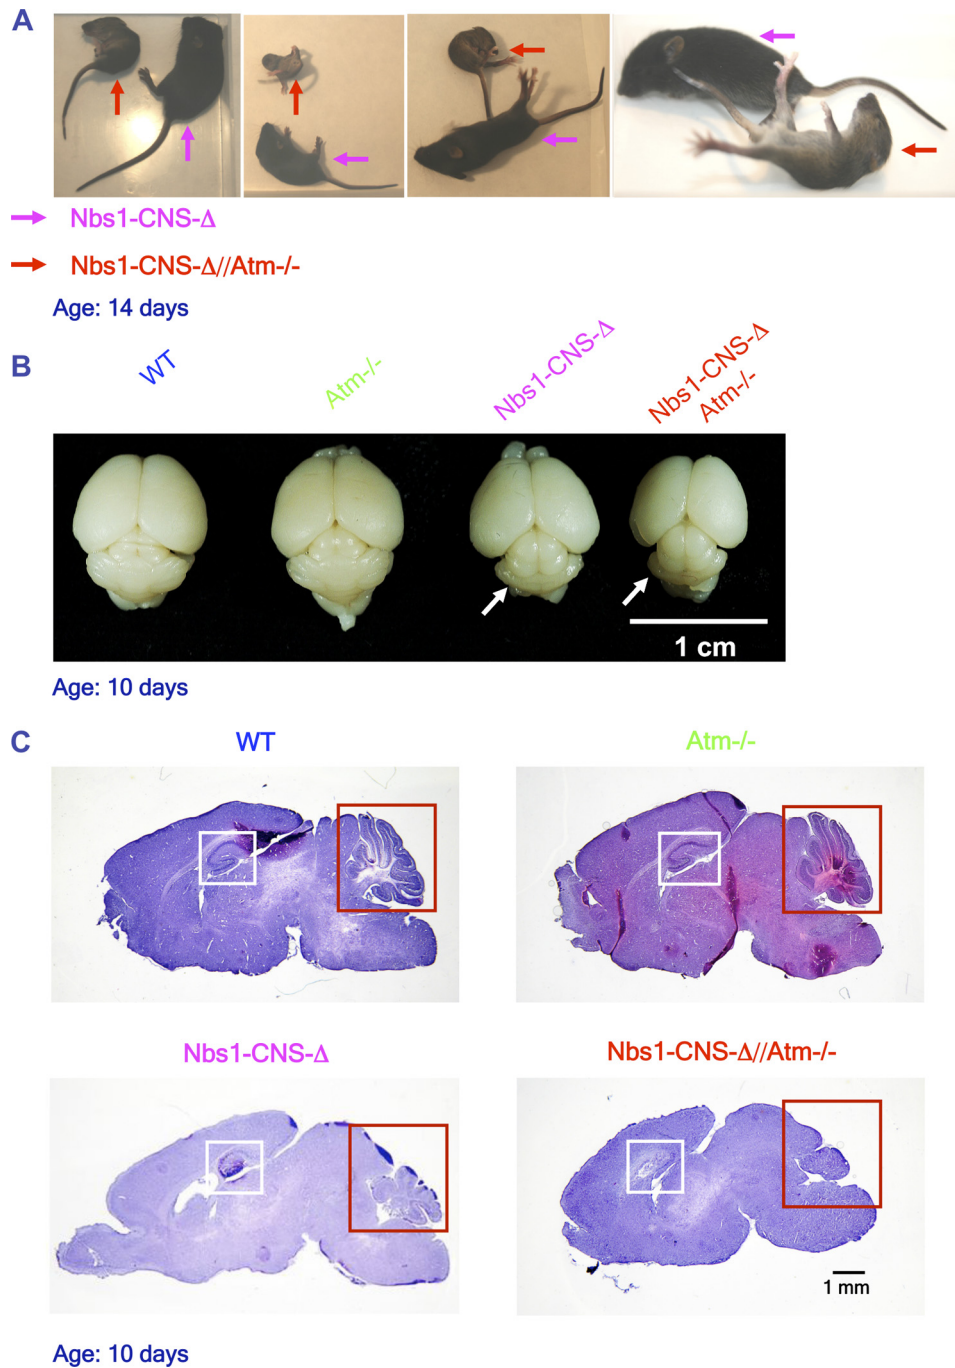 A
Nbs1-CNS-Δ
Nbs1-CNS-Δ//Atm-/-
Age: 14 days
B
WT
Atm-/-
Nbs1-CNS-Δ
Nbs1-CNS-Δ
Atm-/-
1 cm
Age: 10 days
C
WT
Atm-/-
Nbs1-CNS-Δ
Nbs1-CNS-Δ//Atm-/-
1 mm
Age: 10 days